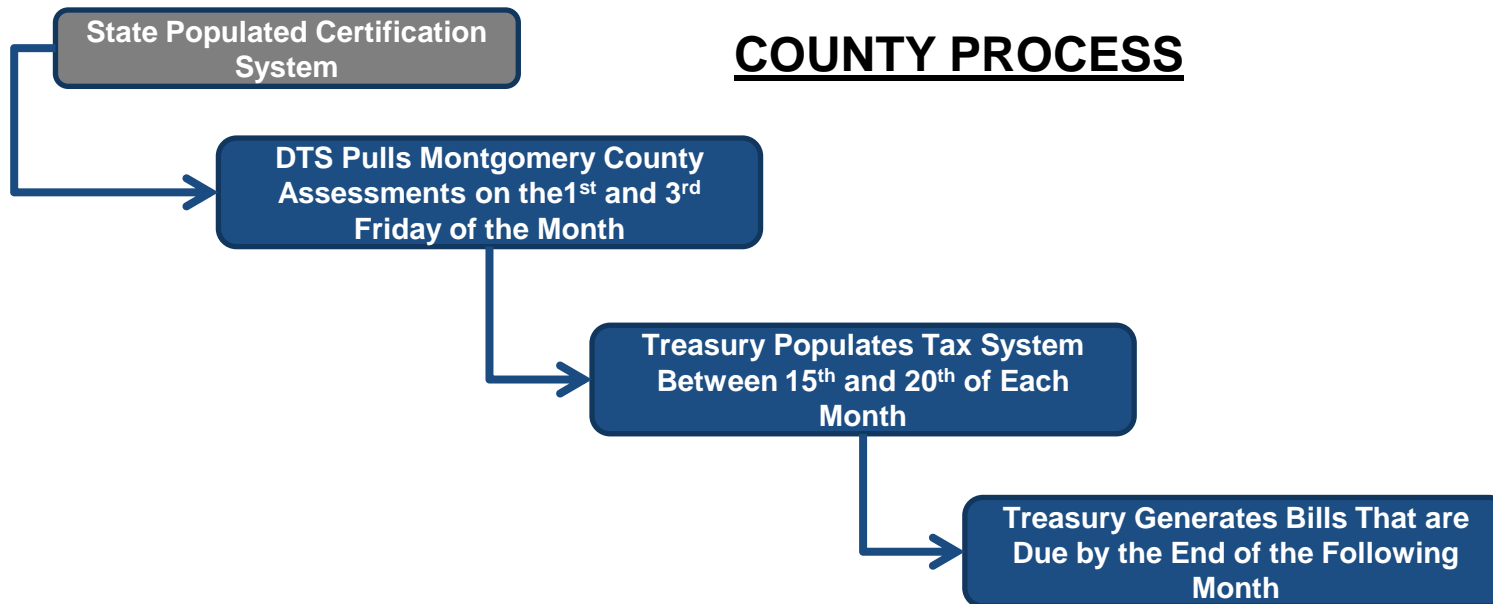 State Populated Certification
System
COUNTY PROCESS
DTS Pulls Montgomery County
Assessments on the1st and 3rd
Friday of the Month
Treasury Populates Tax System
Between 15th and 20th of Each
Month
Treasury Generates Bills That are
Due by the End of the Following
Month